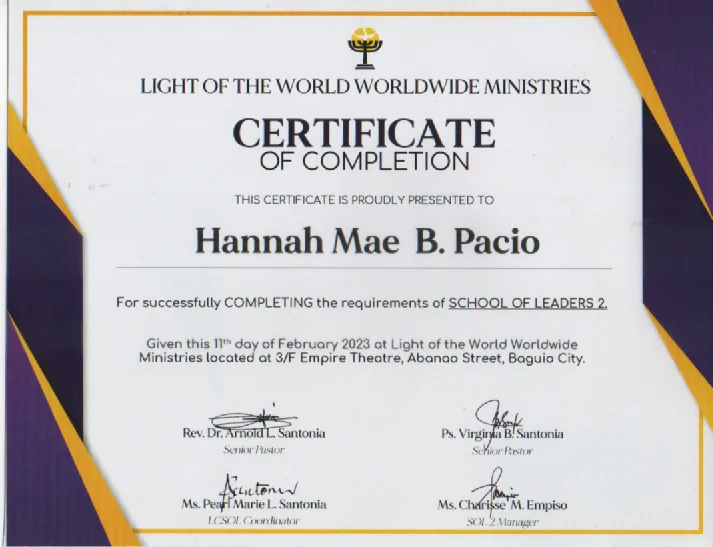 LIGHT OF THE WORLD WORLDWIDE MINISTRIES
CERTIFICATE
OF COMPLETION
THIS CERTIFICATE IS PROUDLY PRESENTED TO
Hannah Mae B. Pacio
For successfully COMPLETING the requirements of SCHOOL OF LEADERS 2.
Given this 11th day of February 2023 at Light of the World Worldwide
Ministries located at 3/F Empire Theatre, Abanao Street, Baguio City.
Rev. Dr. Arnold L. Santonia
Senior Pastor
Ps. Virginia B. Santonia
Senior Pastor
Ms. Pearl Marie L. Santonia
LCSOL Coordinator
Ms. Charisse M. Empiso
SOL 2 Manager